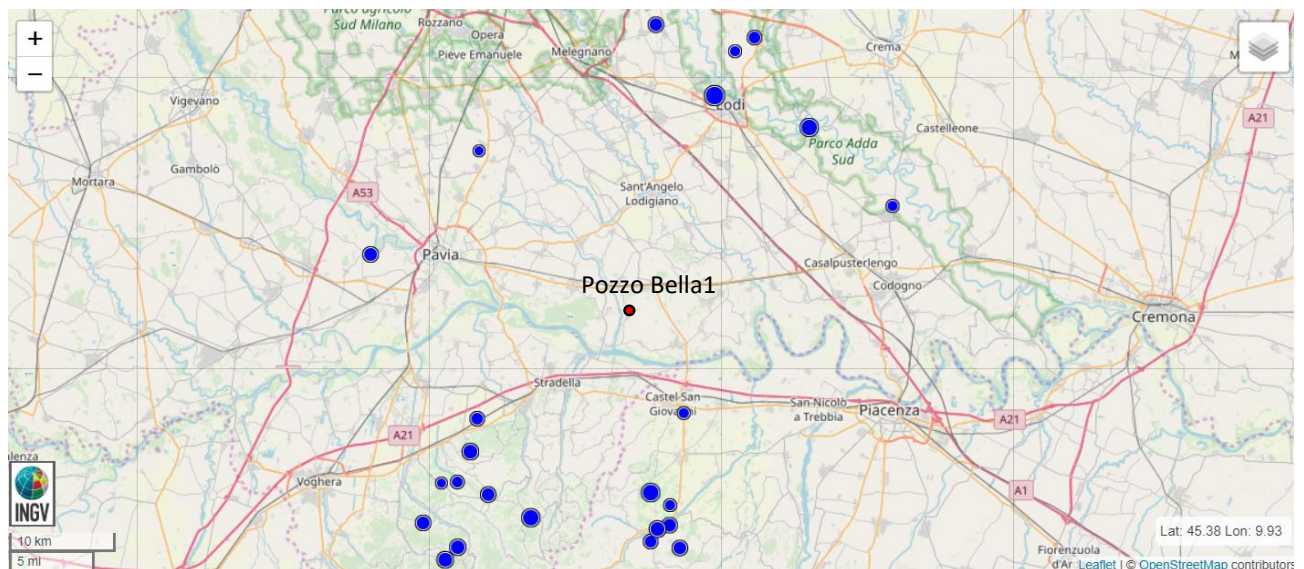 Parco agricolo
Sud Milano
Rozzano
Opera
Pieve Emanuele
Melegnano
Crema
+
−
Vigevano
Lodi
A21
Castelleone
Parco Adda
Sud
Gambolò
Mortara
A53
Sant'Angelo
Lodigiano
Pavia
Casalpusterlengo
Codogno
Pozzo Bella1
Cremona
Stradella
Castel San
Giovanni
San Nicolò
a Trebbia
Piacenza
A21
A21
Voghera
A1
INGV
10 km
5 mi
Lat: 45.38 Lon: 9.93
Fiorenzuola
d'Ar
Leaflet | © OpenStreetMap contributors